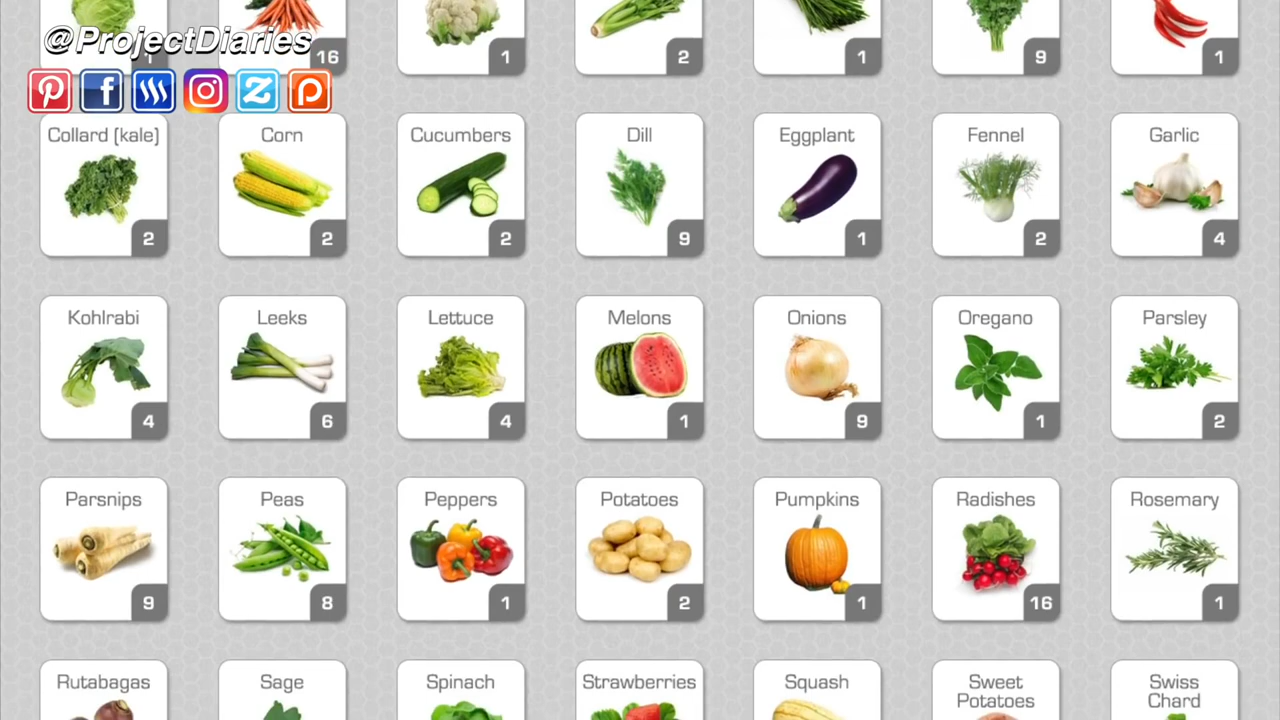 @ProjectDiaries
1 16 1 2 1 9 1
Collard (kale) Corn Cucumbers Dill Eggplant Fennel Garlic
2 2 2 9 1 2 4
Kohlrabi Leeks Lettuce Melons Onions Oregano Parsley
4 6 4 1 9 1 2
Parsnips Peas Peppers Potatoes Pumpkins Radishes Rosemary
9 8 1 2 1 16 1
Rutabagas Sage Spinach Strawberries Squash Sweet Swiss
Potatoes Chard